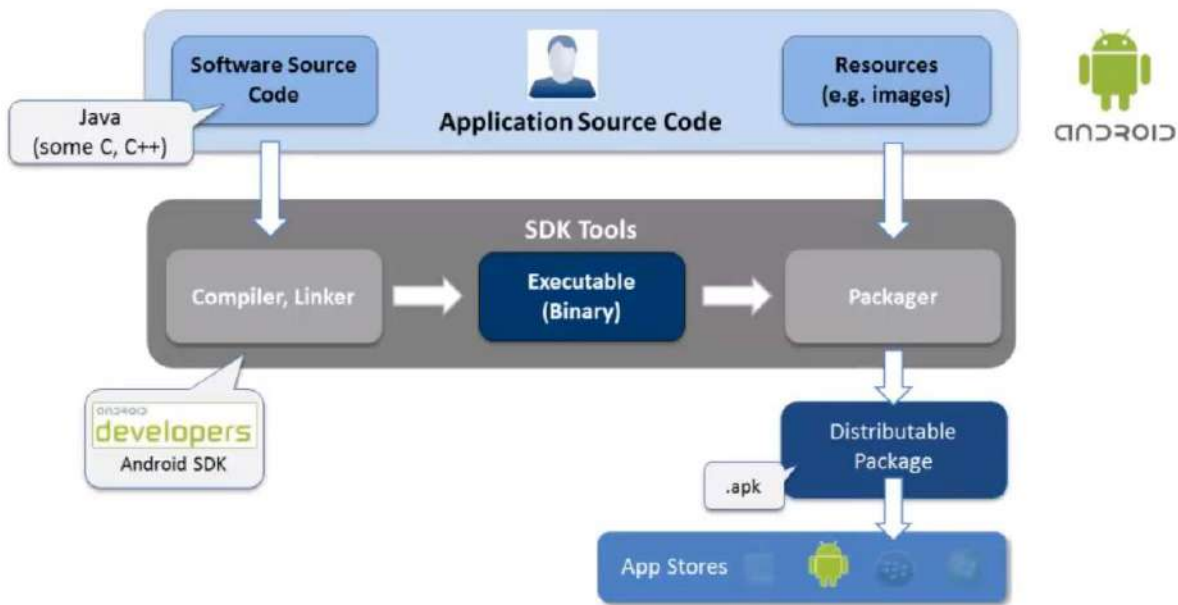 Software Source
Code
Java
(some C, C++)
Application Source Code
Resources
(e.g. images)
ANDROID
SDK Tools
Compiler, Linker
Executable
(Binary)
Packager
ANDROID
developers
Android SDK
Distributable
Package
.apk
App Stores